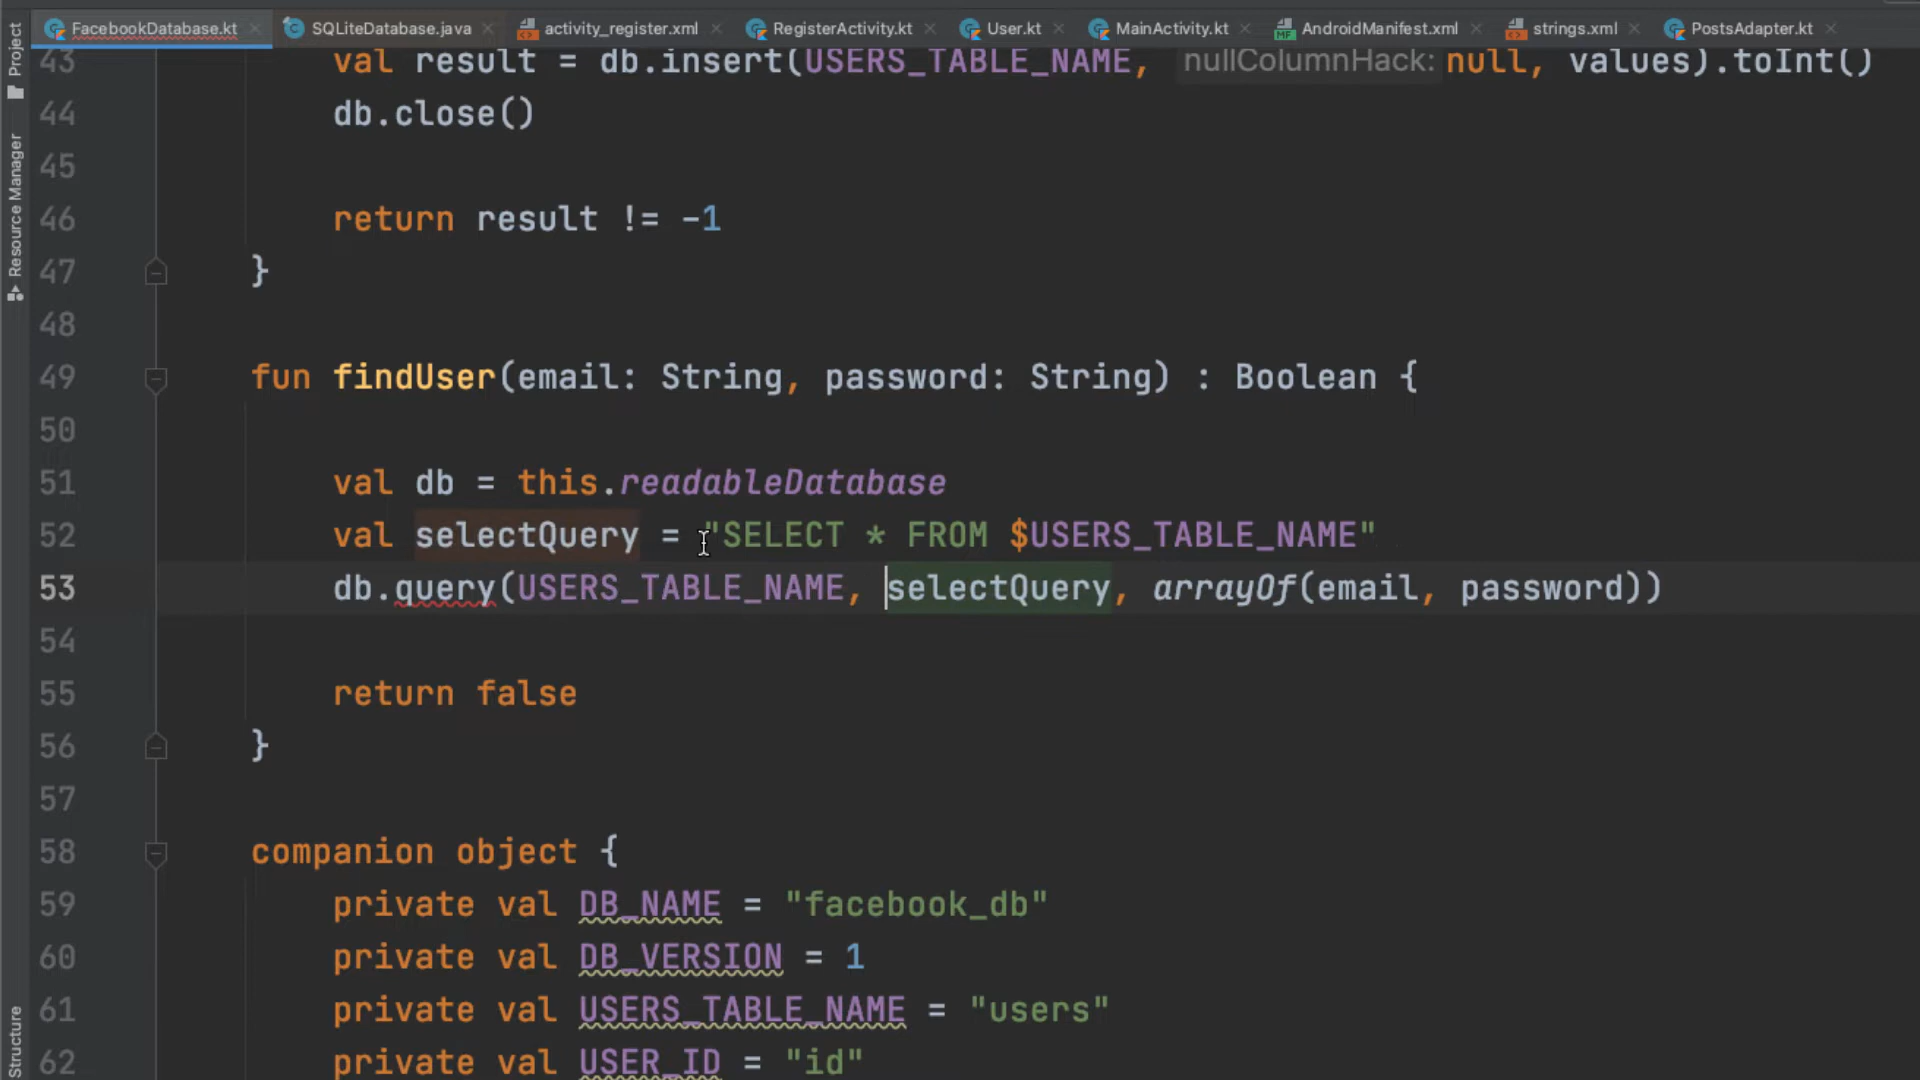 FacebookDatabase.kt SQLiteDatabase.java activity_register.xml RegisterActivity.kt User.kt MainActivity.kt AndroidManifest.xml strings.xml PostsAdapter.kt
Project
Resource Manager
Structure
43 val result = db.insert(USERS_TABLE_NAME, nullColumnHack: null, values).toInt()
44 db.close()
45
46 return result != -1
47 }
48
49 fun findUser(email: String, password: String) : Boolean {
50
51 val db = this.readableDatabase
52 val selectQuery = "SELECT * FROM $USERS_TABLE_NAME"
53 db.query(USERS_TABLE_NAME, selectQuery, arrayOf(email, password))
54
55 return false
56 }
57
58 companion object {
59 private val DB_NAME = "facebook_db"
60 private val DB_VERSION = 1
61 private val USERS_TABLE_NAME = "users"
62 private val USER_ID = "id"